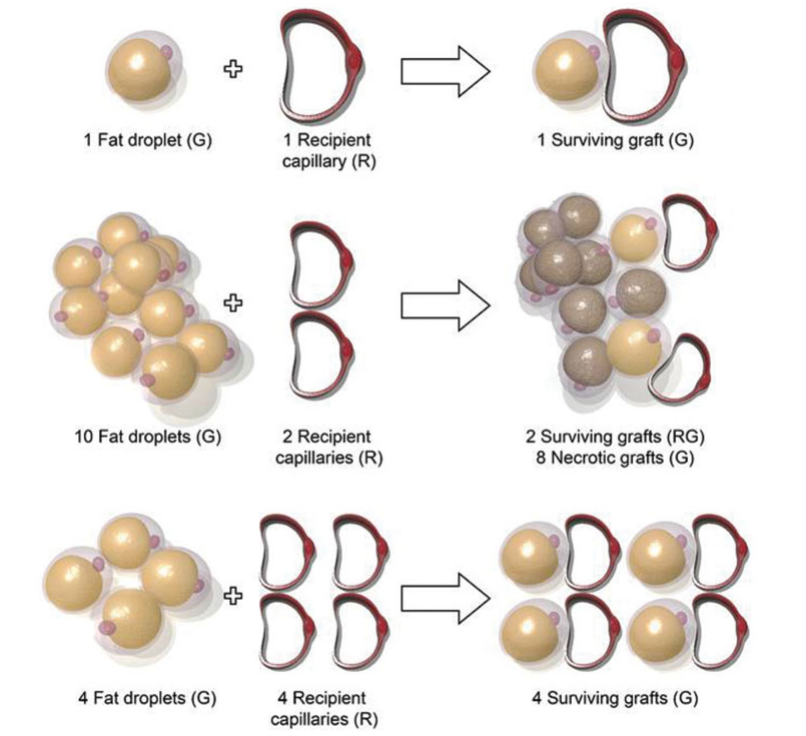 1 Fat droplet (G)
1 Recipient
capillary (R)
1 Surviving graft (G)
10 Fat droplets (G)
2 Recipient
capillaries (R)
2 Surviving grafts (RG)
8 Necrotic grafts (G)
4 Fat droplets (G)
4 Recipient
capillaries (R)
4 Surviving grafts (G)